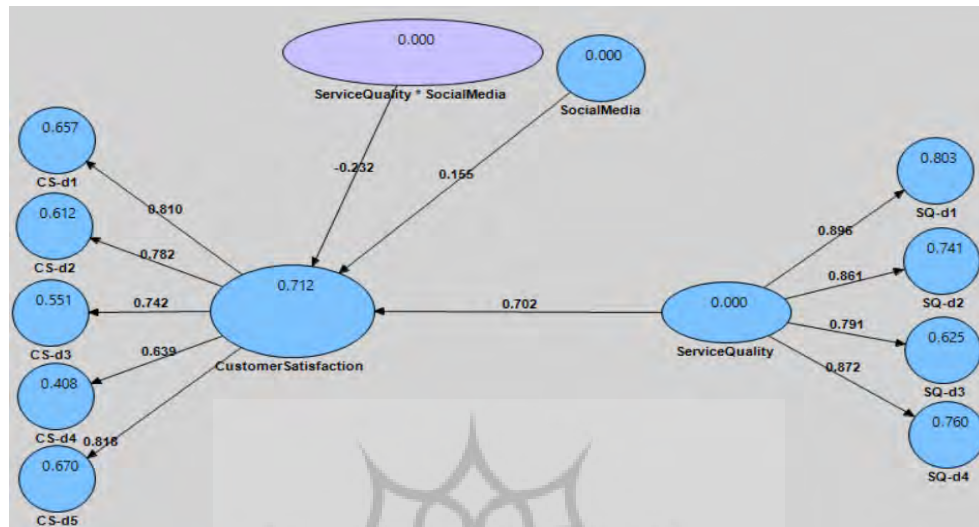 0.000
ServiceQuality * SocialMedia
0.000
SocialMedia
0.657
CS-d1
0.612
CS-d2
0.551
CS-d3
0.408
CS-d4
0.670
CS-d5
0.810
0.782
0.742
0.639
0.818
-0.232
0.155
0.712
CustomerSatisfaction
0.702
0.000
ServiceQuality
0.896
0.861
0.791
0.872
0.803
SQ-d1
0.741
SQ-d2
0.625
SQ-d3
0.760
SQ-d4